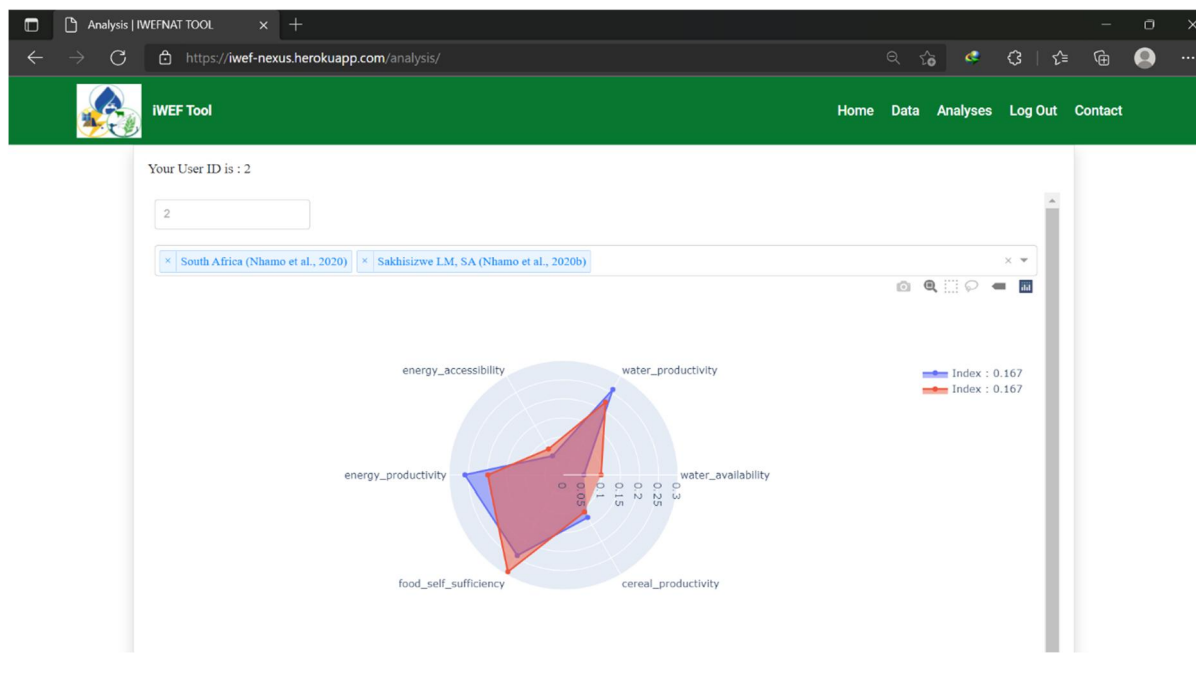 Analysis | IWEFNAT TOOL
https://iwef-nexus.herokuapp.com/analysis/
iWEF Tool
Home Data Analyses Log Out Contact
Your User ID is : 2
2
× South Africa (Nhamo et al., 2020) × Sakhisizwe LM, SA (Nhamo et al., 2020b)
energy_accessibility
water_productivity
Index : 0.167
Index : 0.167
energy_productivity
water_availability
0 0.05 0.1 0.15 0.2 0.25 0.3
food_self_sufficiency
cereal_productivity